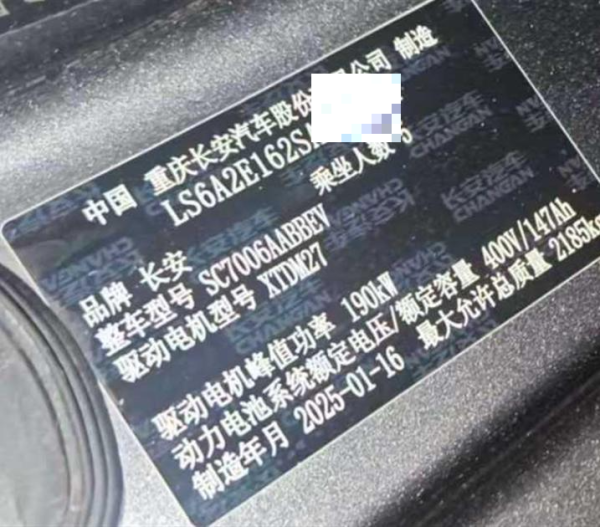 中国 重庆长安汽车股份 公司 制造
LS6A2E162S
品牌 长安 乘坐人数 5
整车型号 SC7006AABBEV
驱动电机型号 XTDM27
驱动电机峰值功率 190kW
动力电池系统额定电压/额定容量 400V/147Ah
制造年月 2025-01-16 最大允许总质量 2185kg